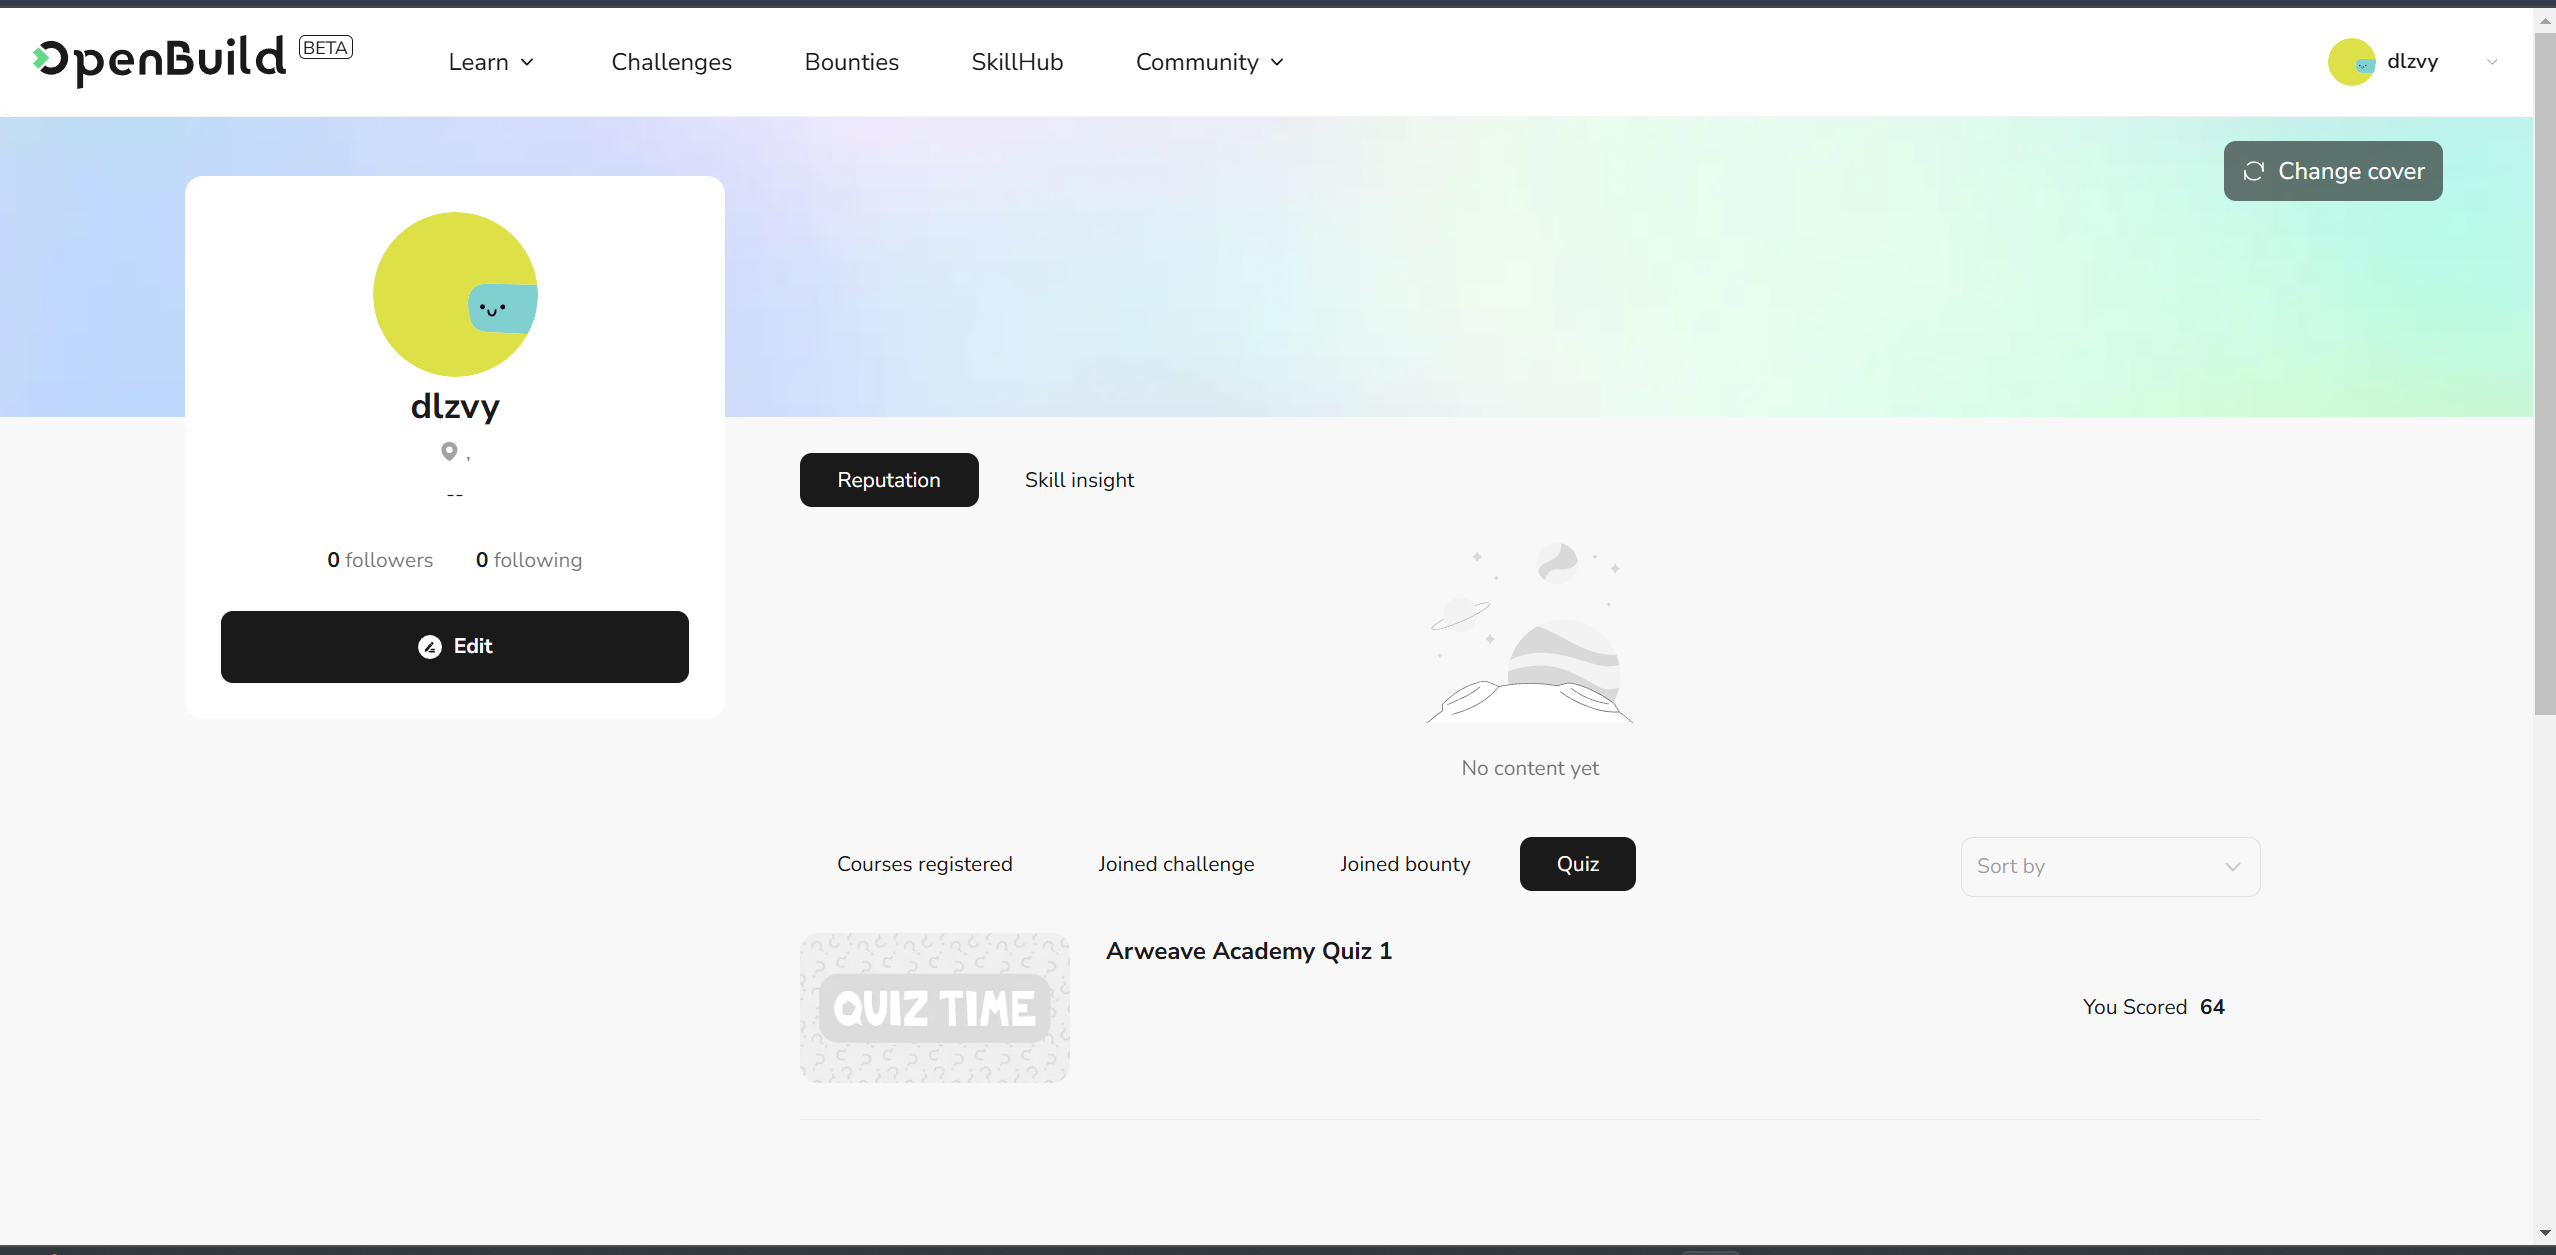 OpenBuild BETA
Learn Challenges Bounties SkillHub Community dlzvy
Change cover
dlzvy
,
--
0 followers 0 following
Edit
Reputation Skill insight
No content yet
Courses registered Joined challenge Joined bounty Quiz Sort by
QUIZ TIME
Arweave Academy Quiz 1
You Scored 64